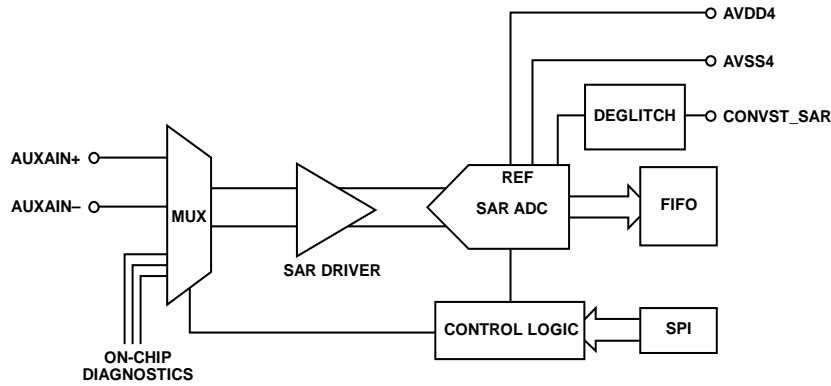 AVDD4
AVSS4
DEGLITCH
CONVST_SAR
AUXAIN+
REF
SAR ADC
FIFO
AUXAIN–
MUX
SAR DRIVER
CONTROL LOGIC
SPI
ON-CHIP
DIAGNOSTICS